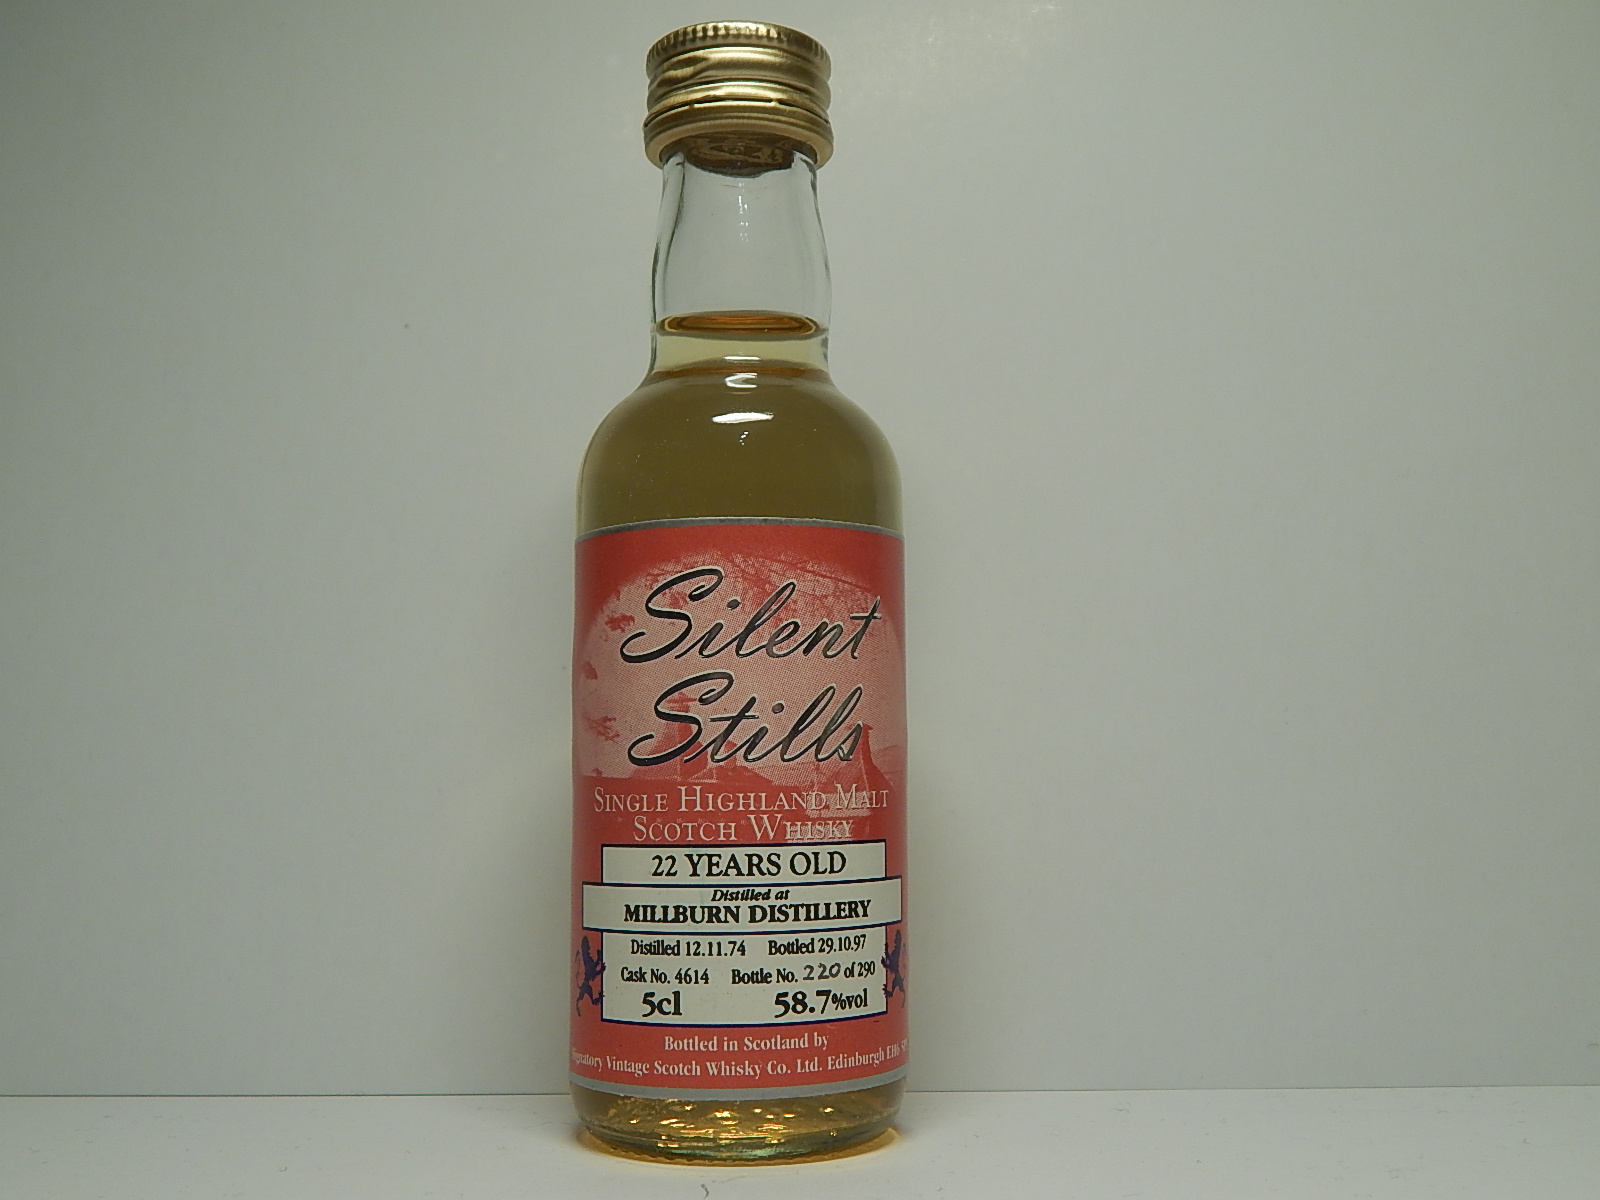 Silent
Stills
SINGLE HIGHLAND MALT
SCOTCH WHISKY
22 YEARS OLD
Distilled at
MILLBURN DISTILLERY
Distilled 12.11.74 Bottled 29.10.97
Cask No. 4614 Bottle No. 220 of 290
5cl 58.7%vol
Bottled in Scotland by
Signatory Vintage Scotch Whisky Co. Ltd. Edinburgh EH6